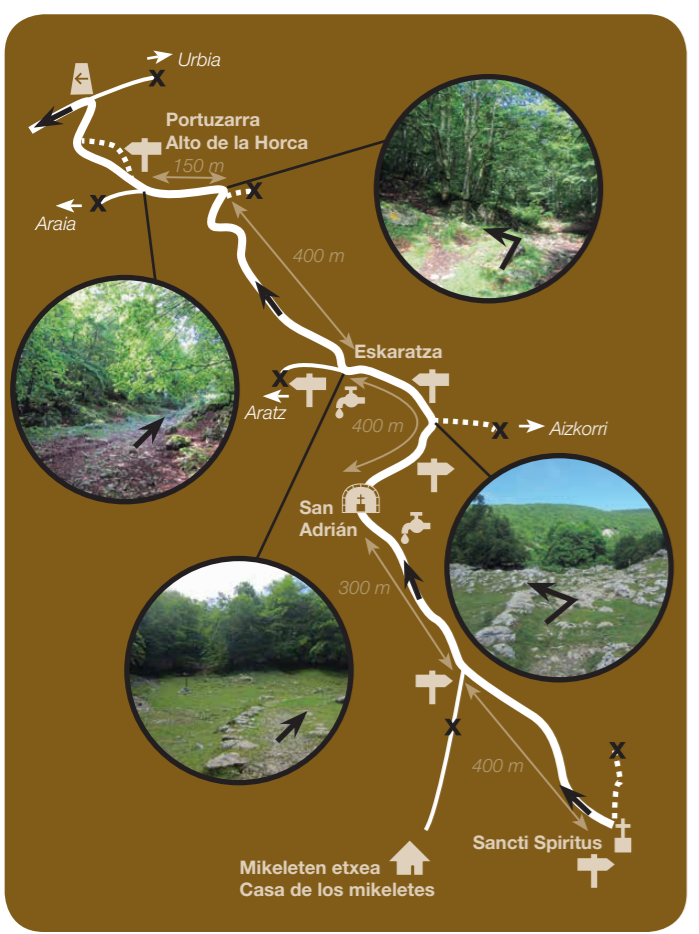 Urbia
Portuzarra
Alto de la Horca
150 m
X
X
X
Araia
400 m
Eskaratza
X
Aratz
400 m
X
Aizkorri
San
Adrián
300 m
X
400 m
X
Sancti Spiritus
Mikeleten etxea
Casa de los mikeletes